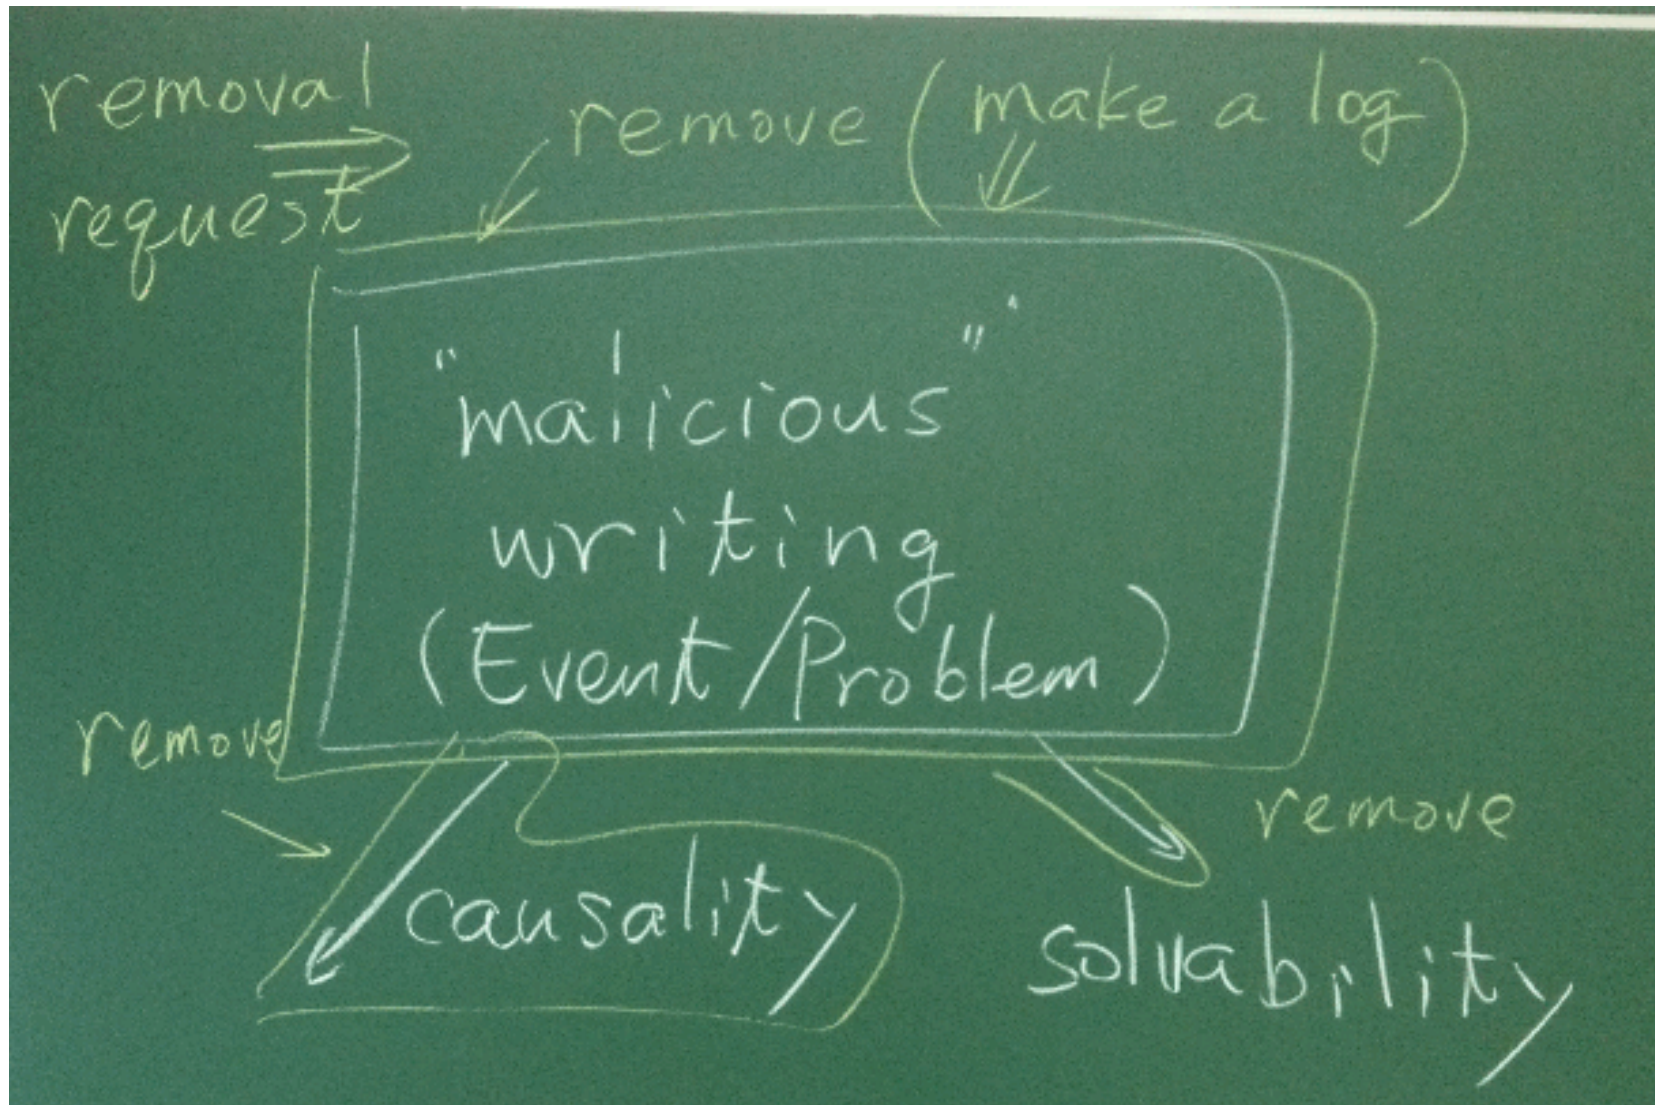 removal
request
remove (make a log)
"malicious"
writing
(Event/Problem)
remove
remove
causality
solvability